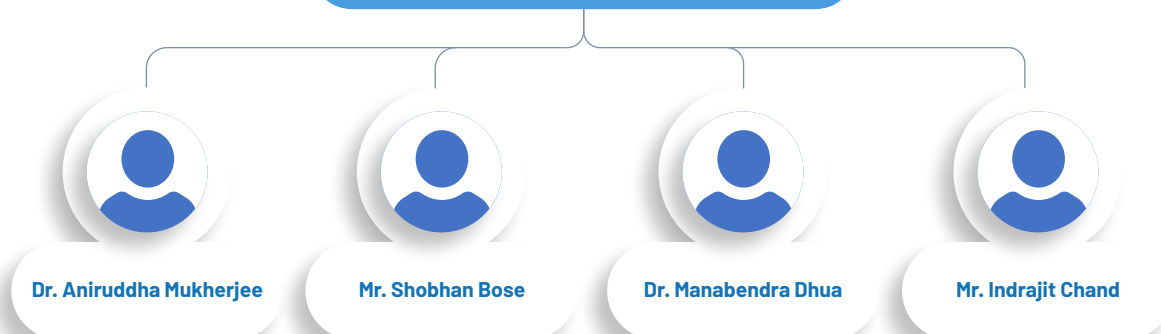 Dr. Aniruddha Mukherjee
Mr. Shobhan Bose
Dr. Manabendra Dhua
Mr. Indrajit Chand